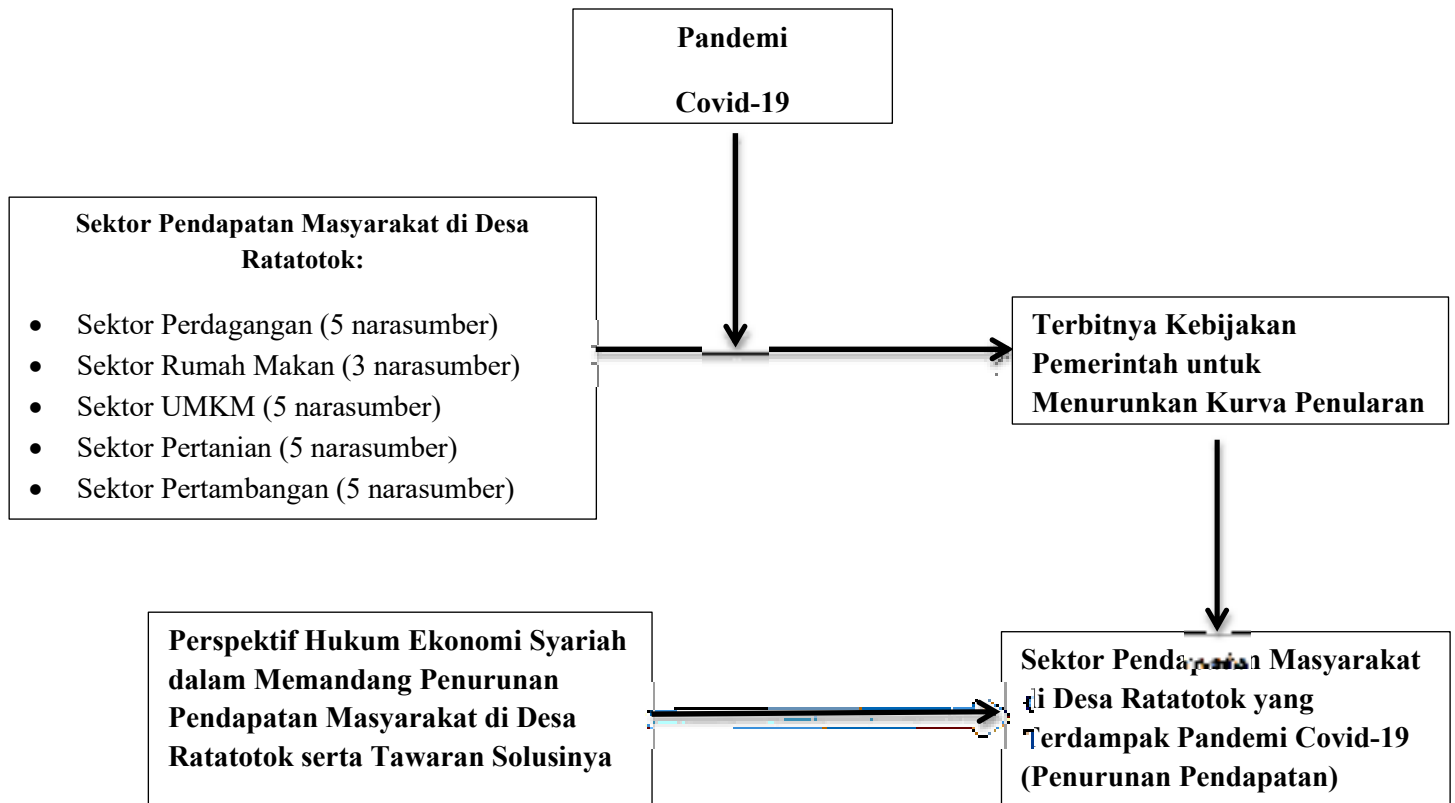 Pandemi
Covid-19
Sektor Pendapatan Masyarakat di Desa
Ratatotok:
• Sektor Perdagangan (5 narasumber)
• Sektor Rumah Makan (3 narasumber)
• Sektor UMKM (5 narasumber)
• Sektor Pertanian (5 narasumber)
• Sektor Pertambangan (5 narasumber)
Terbitnya Kebijakan
Pemerintah untuk
Menurunkan Kurva Penularan
Perspektif Hukum Ekonomi Syariah
dalam Memandang Penurunan
Pendapatan Masyarakat di Desa
Ratatotok serta Tawaran Solusinya
Sektor Pendapatan Masyarakat
di Desa Ratatotok yang
Terdampak Pandemi Covid-19
(Penurunan Pendapatan)